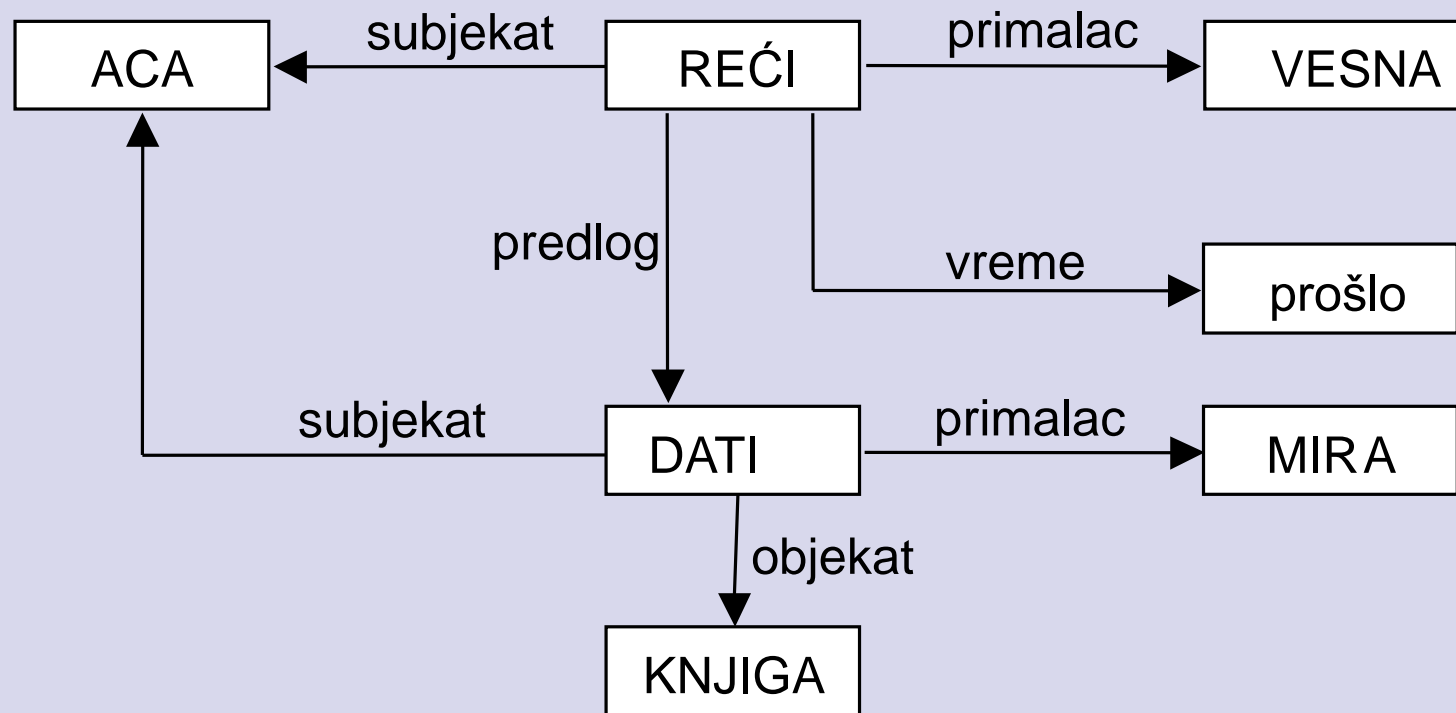 subjekat
primalac
ACA
REĆI
VESNA
predlog
vreme
prošlo
subjekat
primalac
DATI
MIRA
objekat
KNJIGA